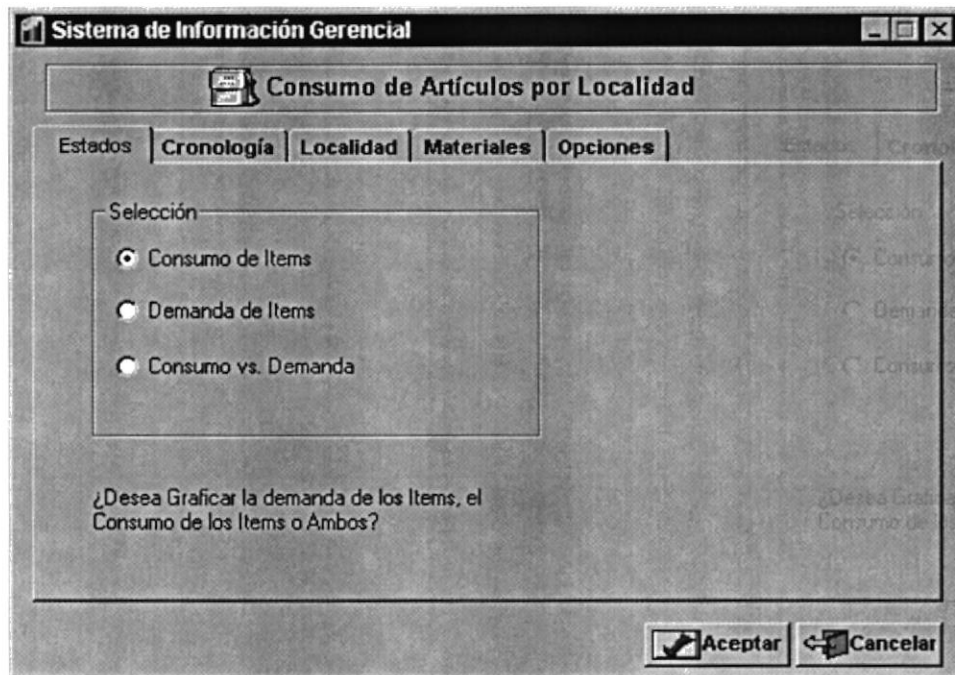 Sistema de Información Gerencial
Consumo de Artículos por Localidad
Estados Cronología Localidad Materiales Opciones
Selección
Consumo de Items
Demanda de Items
Consumo vs. Demanda
¿Desea Graficar la demanda de los Items, el
Consumo de los Items o Ambos?
Aceptar Cancelar